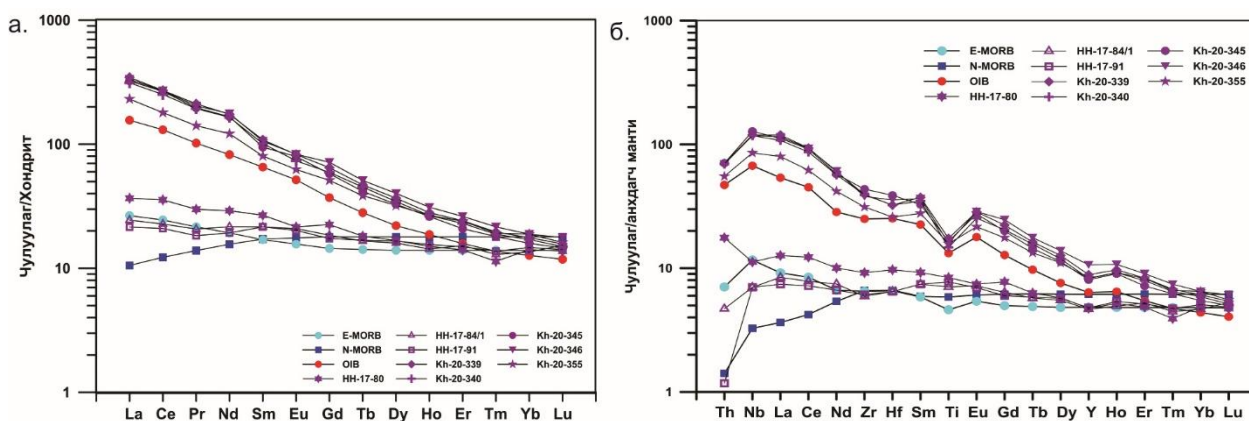 а.
Чулуулаг/Хондрит
1000
100
10
1
E-MORB
N-MORB
OIB
HH-17-80
HH-17-84/1
HH-17-91
Kh-20-339
Kh-20-340
Kh-20-345
Kh-20-346
Kh-20-355
La Ce Pr Nd Sm Eu Gd Tb Dy Ho Er Tm Yb Lu
б.
Чулуулаг/анхдагч манти
1000
100
10
1
E-MORB
N-MORB
OIB
HH-17-80
HH-17-84/1
HH-17-91
Kh-20-339
Kh-20-340
Kh-20-345
Kh-20-346
Kh-20-355
Th Nb La Ce Nd Zr Hf Sm Ti Eu Gd Tb Dy Y Ho Er Tm Yb Lu